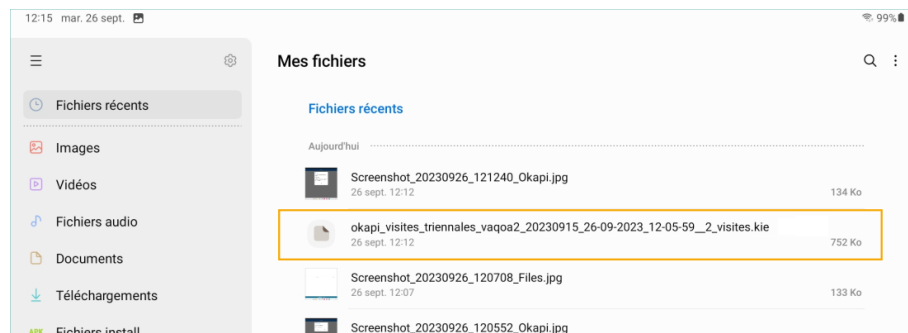 12:15 mar. 26 sept. 99%
Mes fichiers
Fichiers récents
Images
Vidéos
Fichiers audio
Documents
Téléchargements
APK Fichiers install
Fichiers récents
Aujourd'hui
Screenshot_20230926_121240_Okapi.jpg
26 sept. 12:12 134 Ko
okapi_visites_triennales_vaqoa2_20230915_26-09-2023_12-05-59__2_visites.kie
26 sept. 12:12 752 Ko
Screenshot_20230926_120708_Files.jpg
26 sept. 12:07 133 Ko
Screenshot_20230926_120552_Okapi.jpg